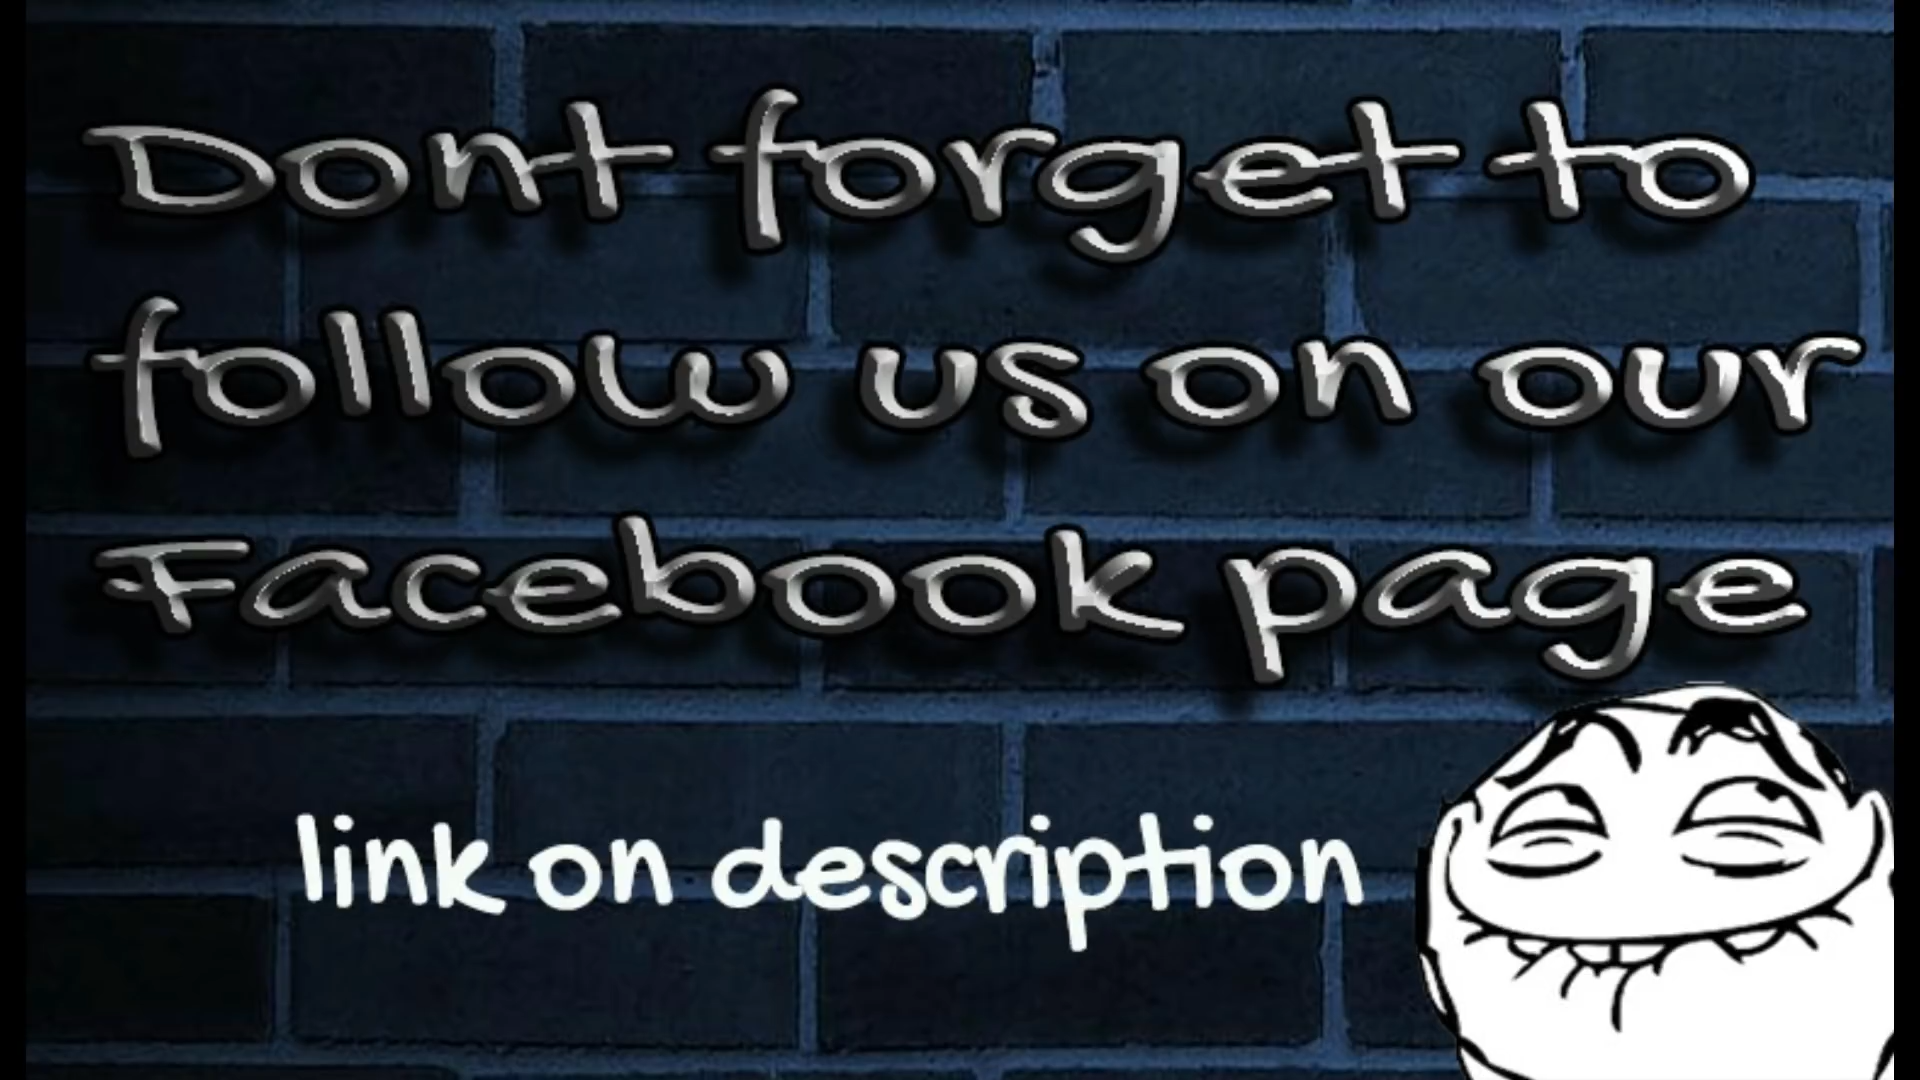 Dont forget to
follow us on our
Facebook page
link on description